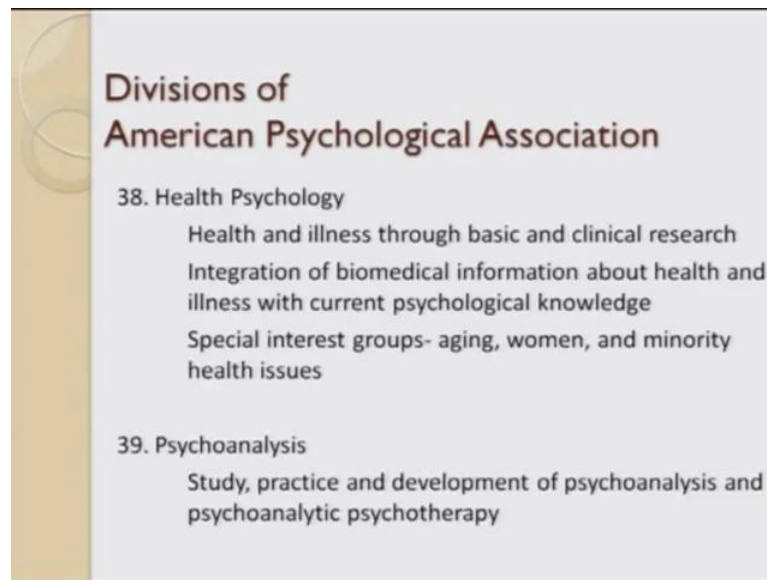 Divisions of
American Psychological Association
38. Health Psychology
Health and illness through basic and clinical research
Integration of biomedical information about health and
illness with current psychological knowledge
Special interest groups- aging, women, and minority
health issues
39. Psychoanalysis
Study, practice and development of psychoanalysis and
psychoanalytic psychotherapy